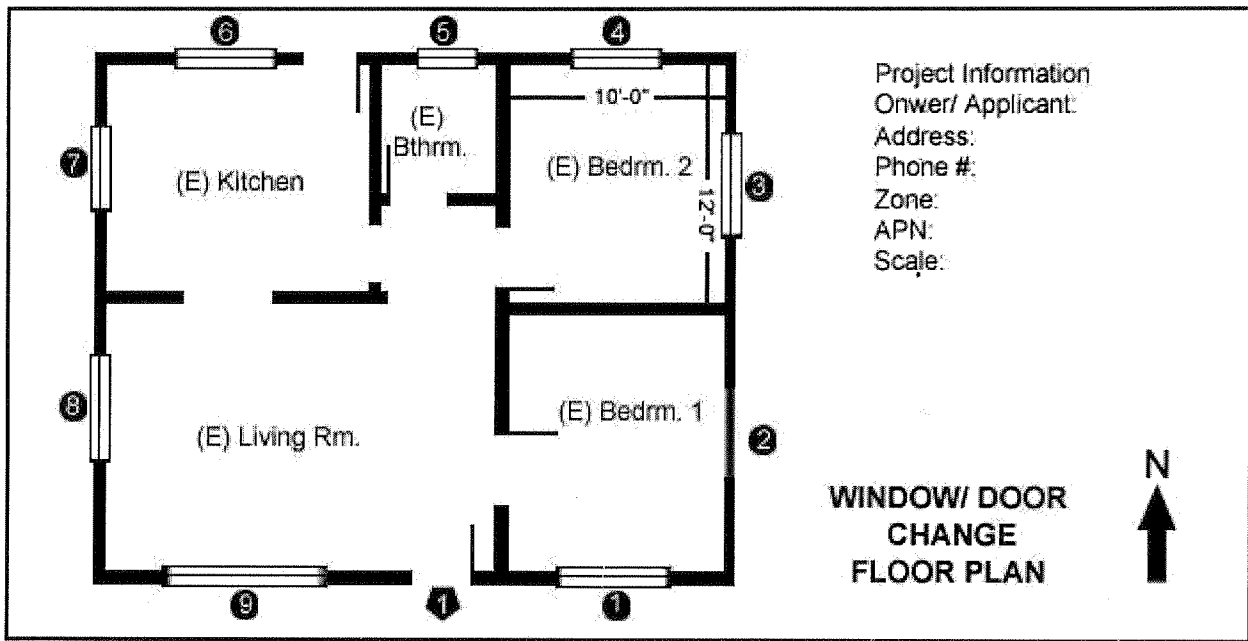 6
5
4
Project Information
Onwer/ Applicant:
Address:
Phone #:
Zone:
APN:
Scale:
10'-0"
(E)
Bthrm.
7
(E) Kitchen
(E) Bedrm. 2
3
12'-0"
8
(E) Living Rm.
(E) Bedrm. 1
2
WINDOW/ DOOR
CHANGE
FLOOR PLAN
N
9
1
1